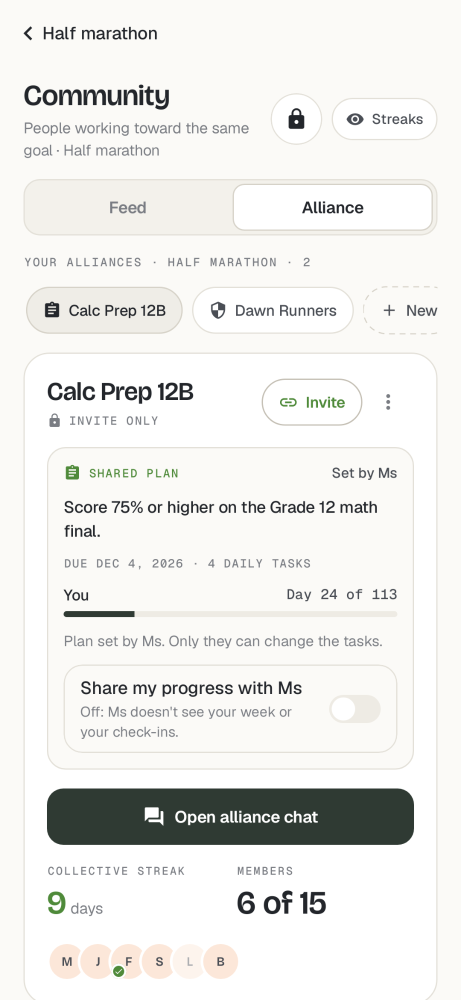 Half marathon
Community
People working toward the same
goal · Half marathon
Streaks
Feed
Alliance
YOUR ALLIANCES · HALF MARATHON · 2
Calc Prep 12B
Dawn Runners
+ New
Calc Prep 12B
INVITE ONLY
Invite
SHARED PLAN
Set by Ms
Score 75% or higher on the Grade 12 math
final.
DUE DEC 4, 2026 · 4 DAILY TASKS
You
Day 24 of 113
Plan set by Ms. Only they can change the tasks.
Share my progress with Ms
Off: Ms doesn't see your week or
your check-ins.
Open alliance chat
COLLECTIVE STREAK
MEMBERS
9 days
6 of 15
M J F S L B